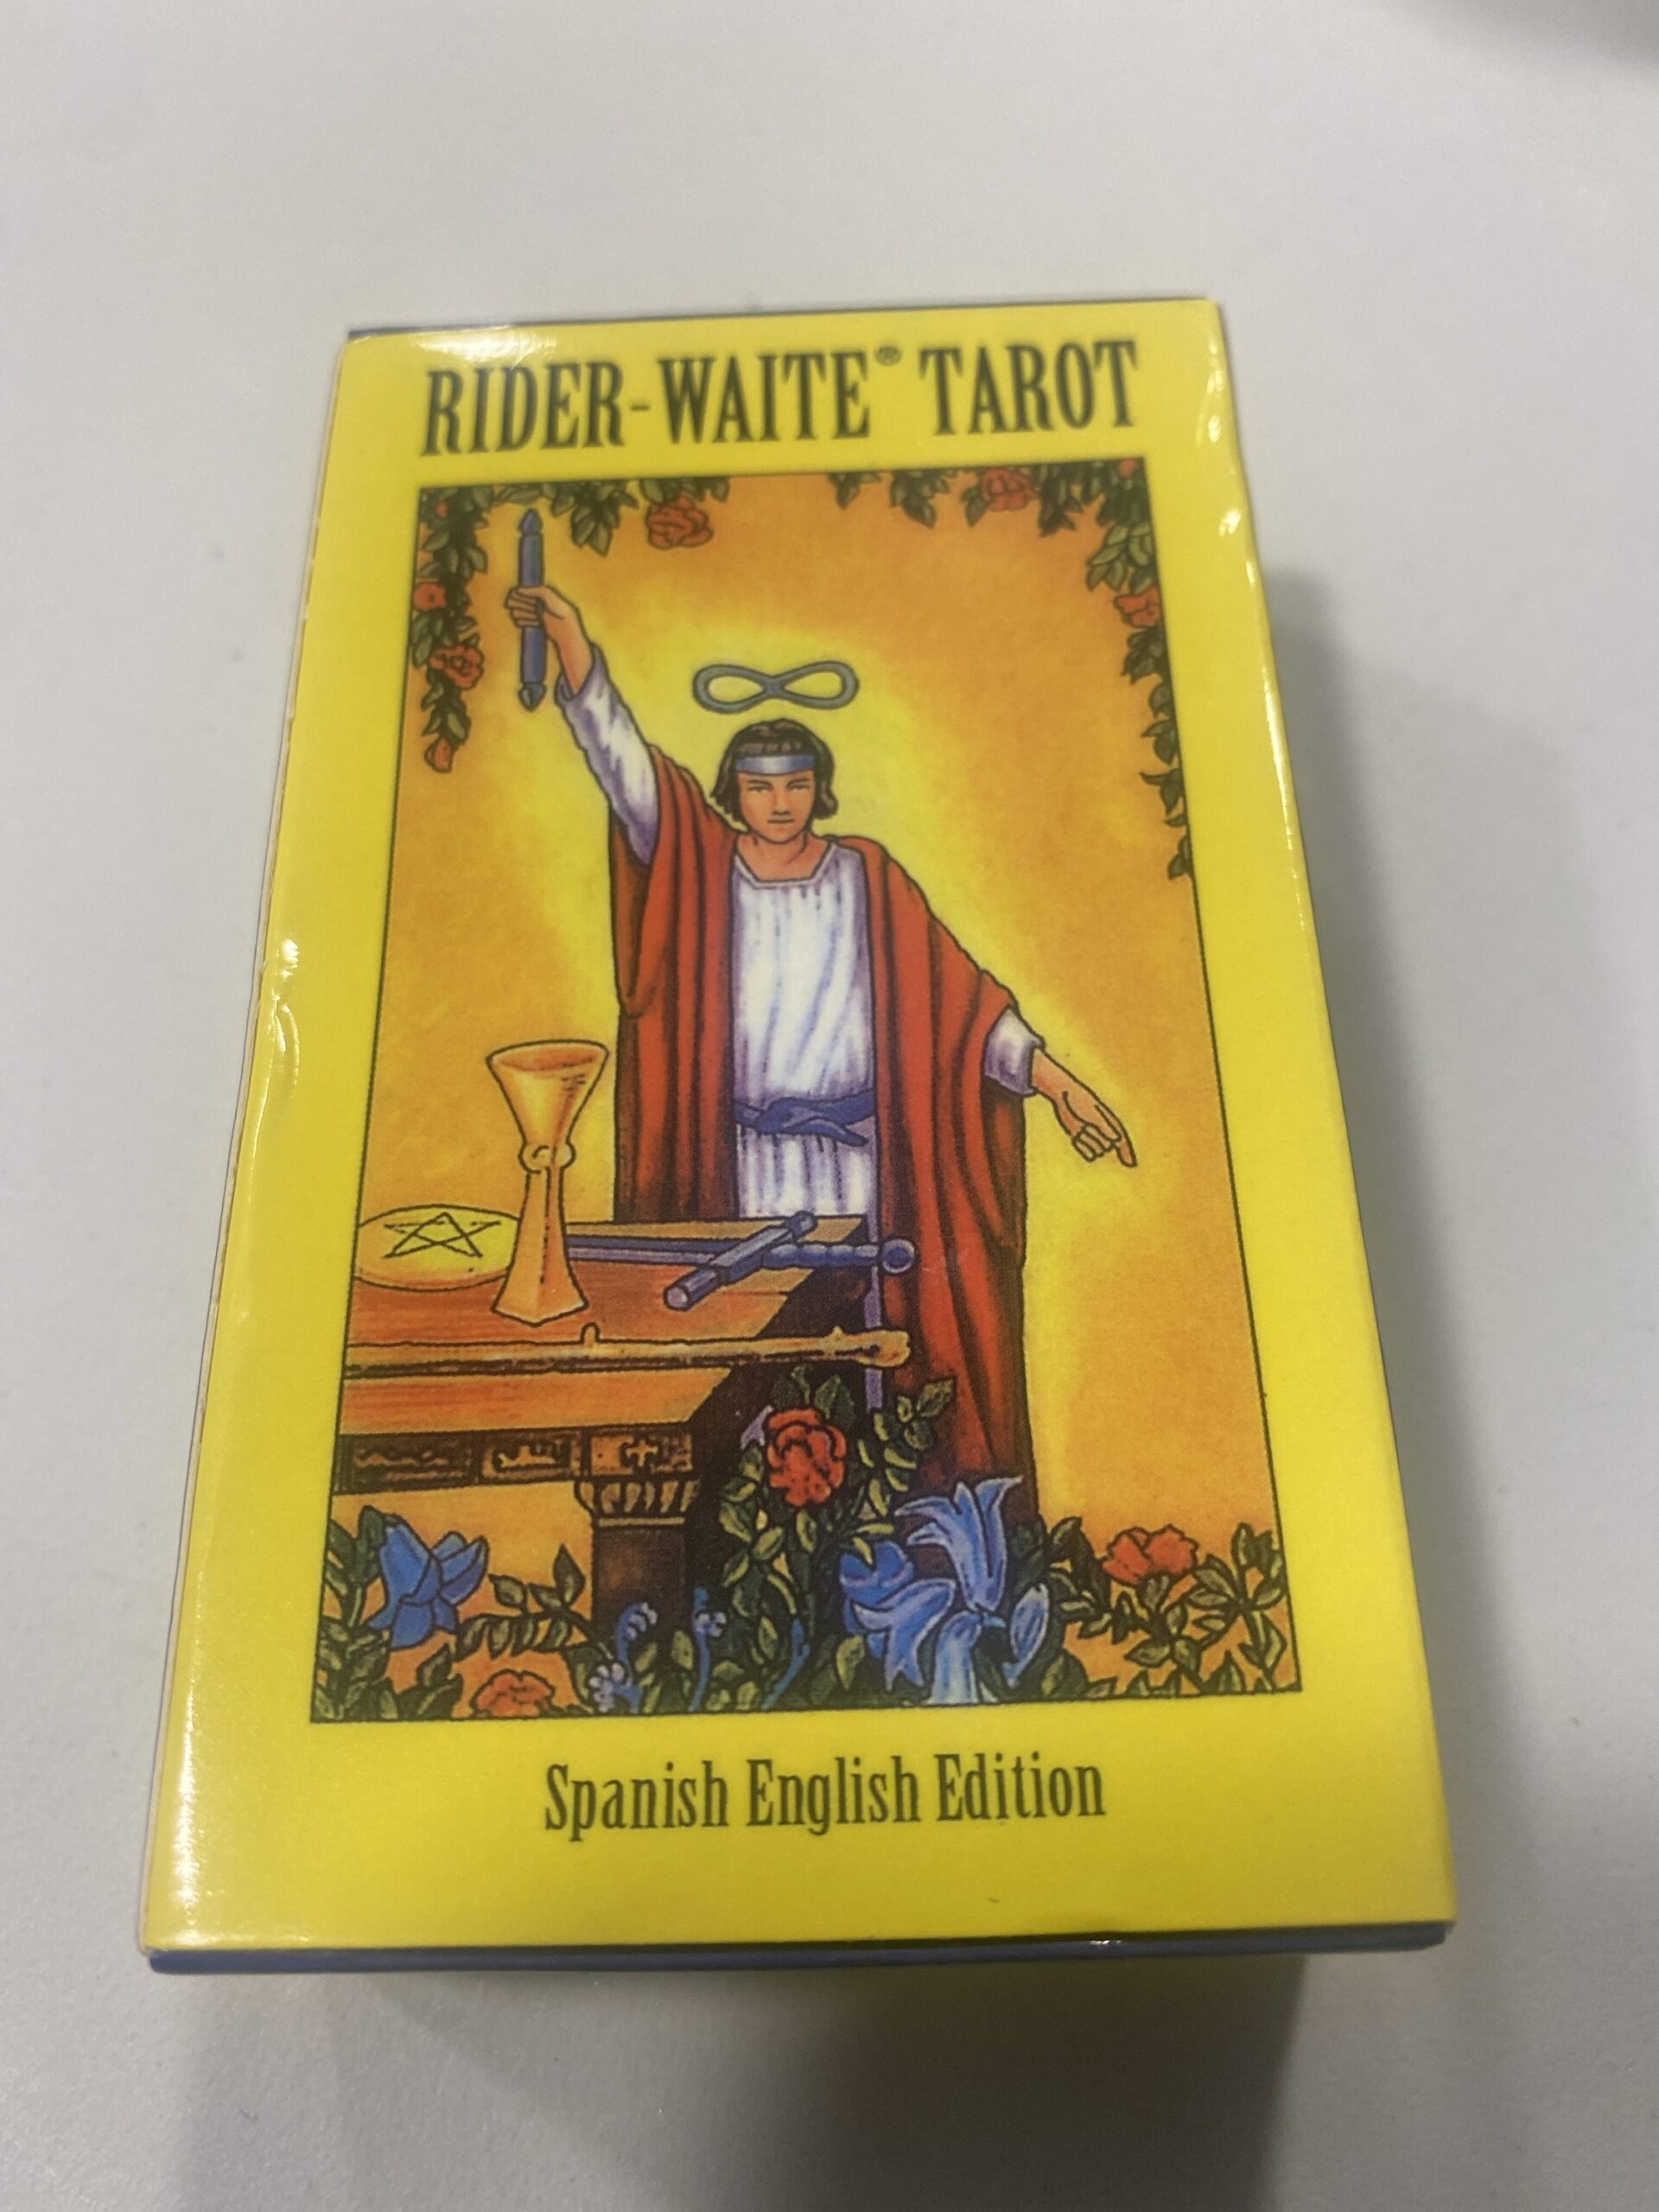 RIDER-WAITE® TAROT
Spanish English Edition